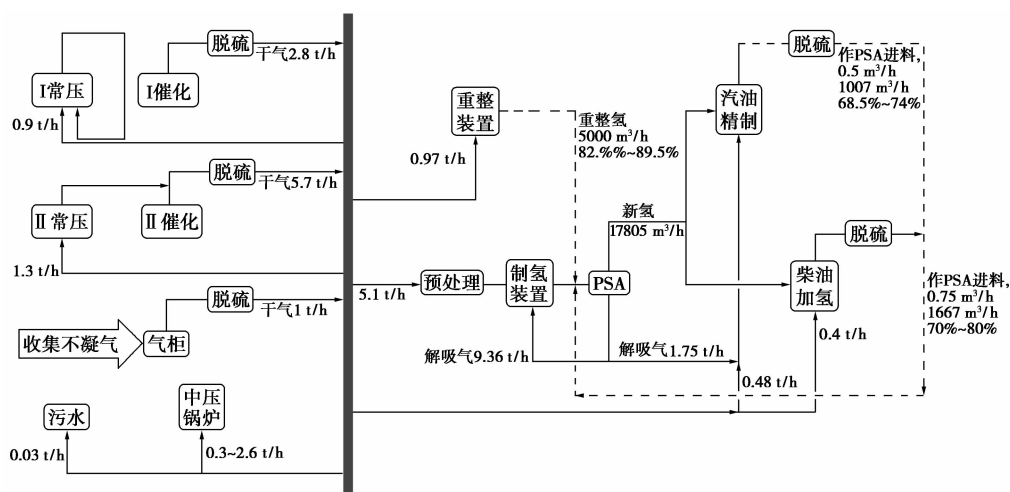 脱硫
干气2.8 t/h
Ⅰ常压
Ⅰ催化
0.9 t/h
脱硫
干气5.7 t/h
Ⅱ常压
Ⅱ催化
1.3 t/h
脱硫
干气1 t/h
收集不凝气
气柜
污水
中压
锅炉
0.03 t/h
0.3~2.6 t/h
重整
装置
0.97 t/h
重整氢
5000 m³/h
82.%%~89.5%
5.1 t/h
预处理
制氢
装置
PSA
新氢
17805 m³/h
解吸气9.36 t/h
解吸气1.75 t/h
汽油
精制
脱硫
作PSA进料,
0.5 m³/h
1007 m³/h
68.5%~74%
脱硫
柴油
加氢
作PSA进料,
0.75 m³/h
1667 m³/h
70%~80%
0.4 t/h
0.48 t/h